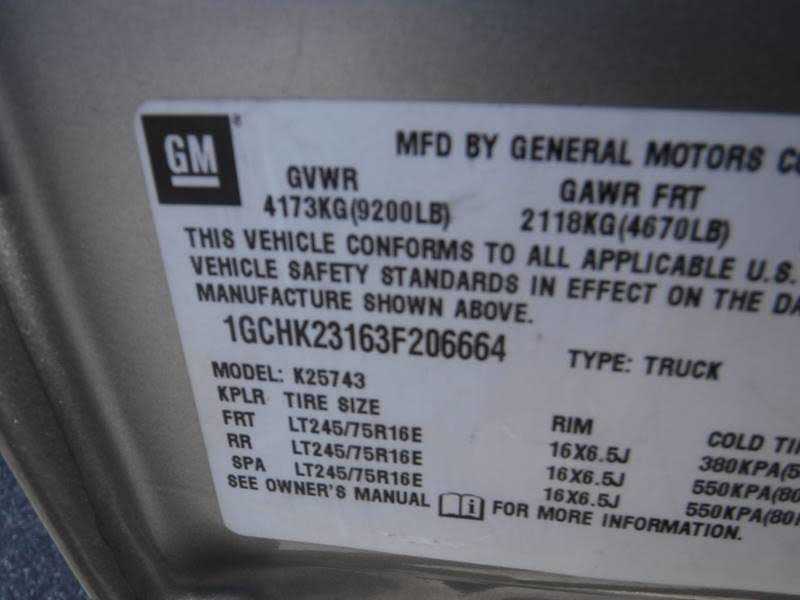 GM
MFD BY GENERAL MOTORS
GVWR GAWR FRT
4173KG(9200LB) 2118KG(4670LB)
THIS VEHICLE CONFORMS TO ALL APPLICABLE U.S.
VEHICLE SAFETY STANDARDS IN EFFECT ON THE
MANUFACTURE SHOWN ABOVE.
1GCHK23163F206664 TYPE: TRUCK
MODEL: K25743
KPLR TIRE SIZE RIM COLD
FRT LT245/75R16E 16X6.5J 380KPA
RR LT245/75R16E 16X6.5J 550KPA
SPA LT245/75R16E 16X6.5J 550KPA
SEE OWNER'S MANUAL i FOR MORE INFORMATION.